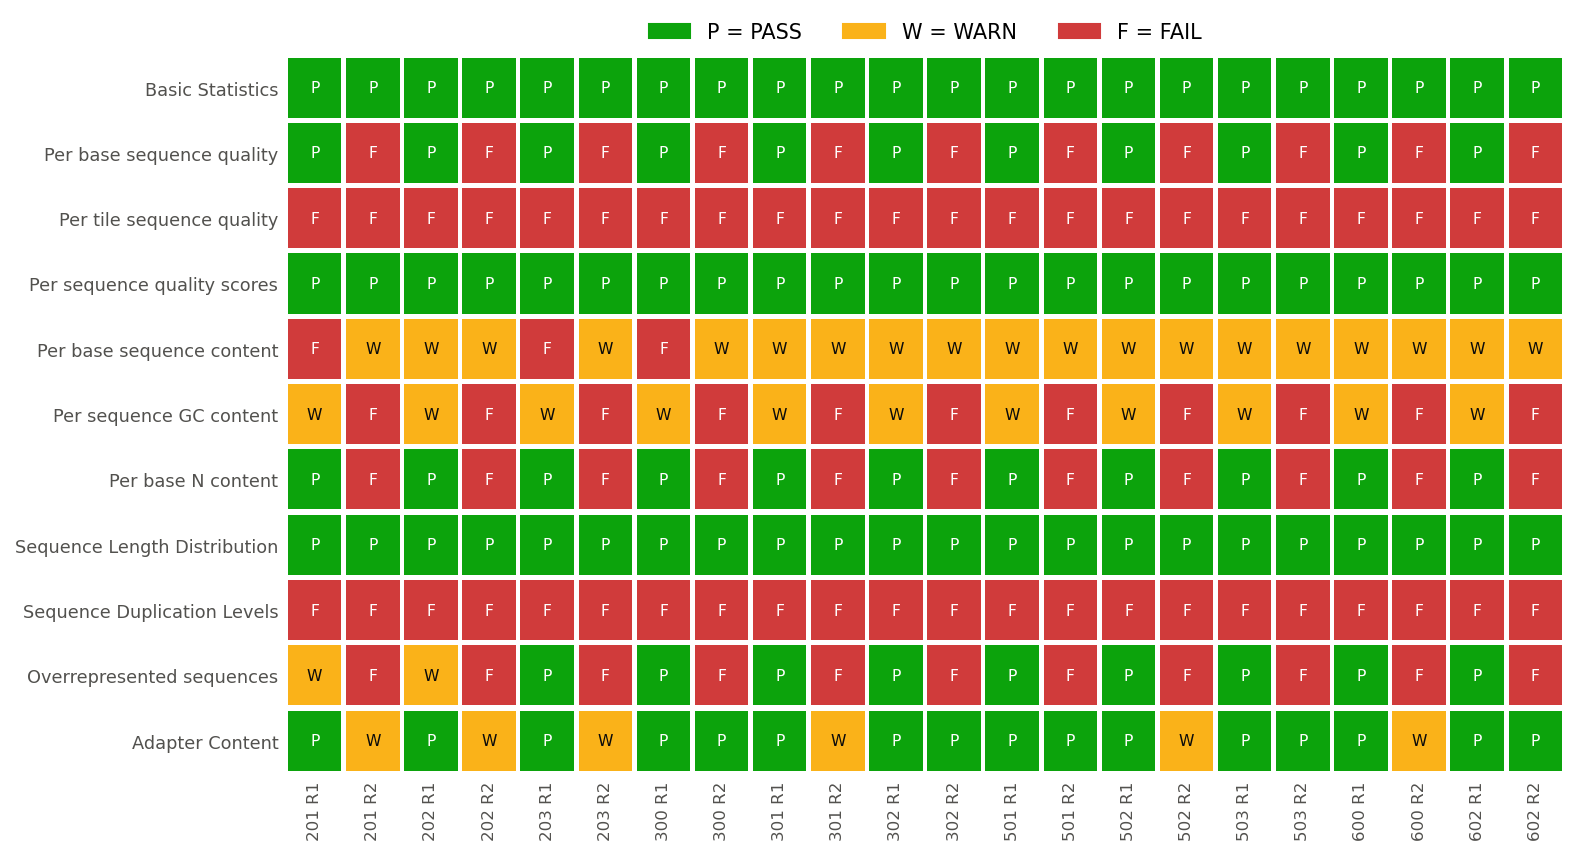 P = PASS W = WARN F = FAIL
Basic Statistics P P P P P P P P P P P P P P P P P P P P P P
Per base sequence quality P F P F P F P F P F P F P F P F P F P F P F
Per tile sequence quality F F F F F F F F F F F F F F F F F F F F F F
Per sequence quality scores P P P P P P P P P P P P P P P P P P P P P P
Per base sequence content F W W W F W F W W W W W W W W W W W W W W W
Per sequence GC content W F W F W F W F W F W F W F W F W F W F W F
Per base N content P F P F P F P F P F P F P F P F P F P F P F
Sequence Length Distribution P P P P P P P P P P P P P P P P P P P P P P
Sequence Duplication Levels F F F F F F F F F F F F F F F F F F F F F F
Overrepresented sequences W F W F P F P F P F P F P F P F P F P F P F
Adapter Content P W P W P W P P P W P P P P P W P P P W P P
201 R1 201 R2 202 R1 202 R2 203 R1 203 R2 300 R1 300 R2 301 R1 301 R2 302 R1 302 R2 501 R1 501 R2 502 R1 502 R2 503 R1 503 R2 600 R1 600 R2 602 R1 602 R2